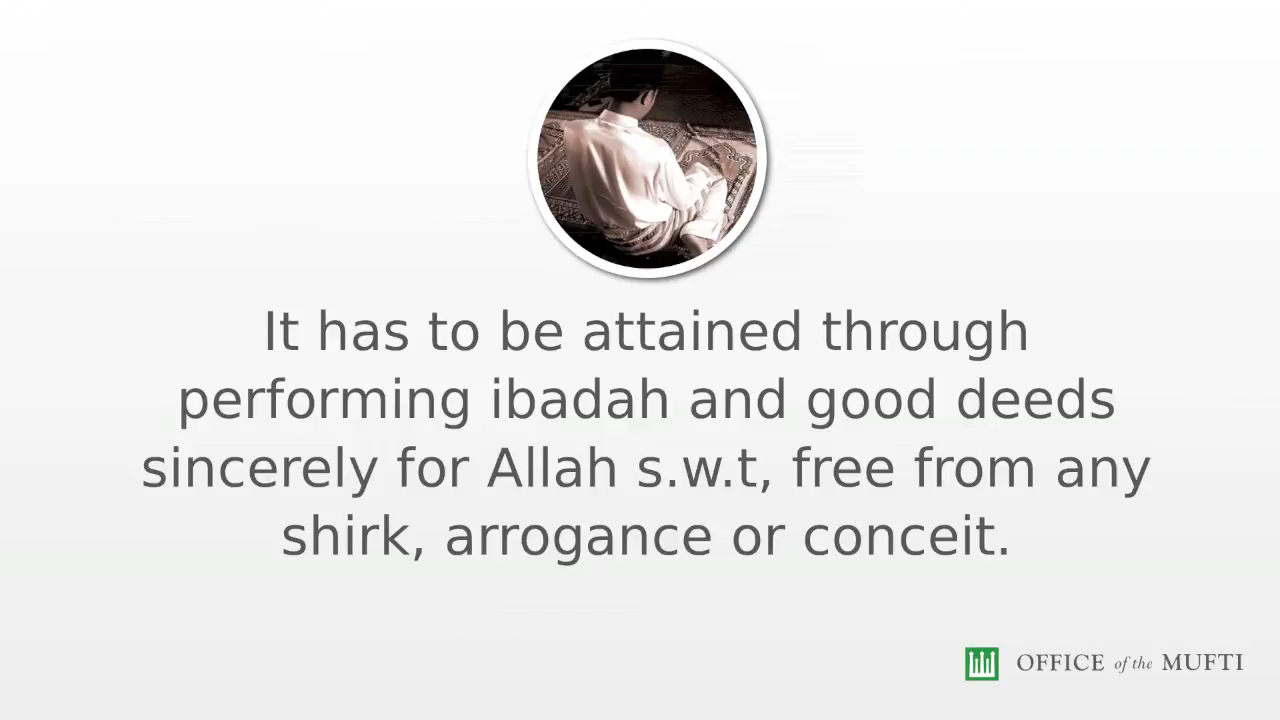 It has to be attained through
performing ibadah and good deeds
sincerely for Allah s.w.t, free from any
shirk, arrogance or conceit.
OFFICE of the MUFTI